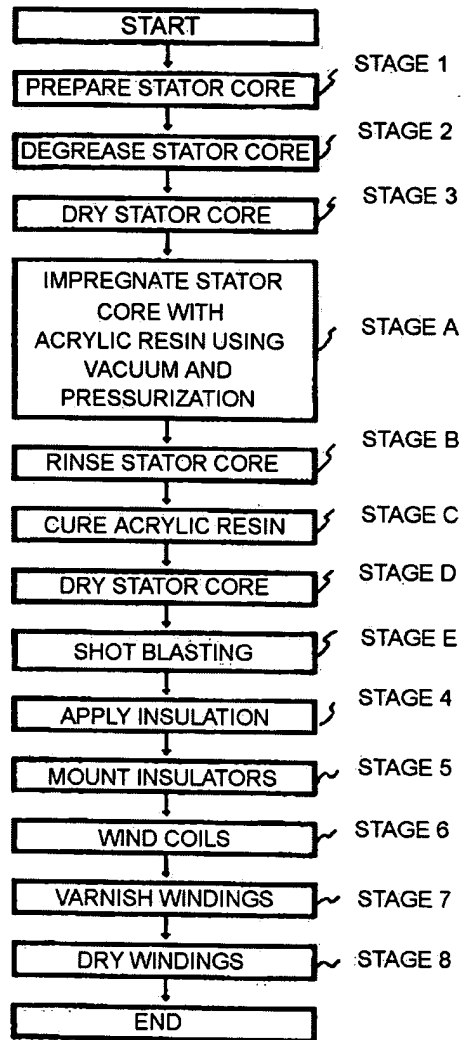 START
PREPARE STATOR CORE
STAGE 1
DEGREASE STATOR CORE
STAGE 2
DRY STATOR CORE
STAGE 3
IMPREGNATE STATOR
CORE WITH
ACRYLIC RESIN USING
VACUUM AND
PRESSURIZATION
STAGE A
RINSE STATOR CORE
STAGE B
CURE ACRYLIC RESIN
STAGE C
DRY STATOR CORE
STAGE D
SHOT BLASTING
STAGE E
APPLY INSULATION
STAGE 4
MOUNT INSULATORS
STAGE 5
WIND COILS
STAGE 6
VARNISH WINDINGS
STAGE 7
DRY WINDINGS
STAGE 8
END